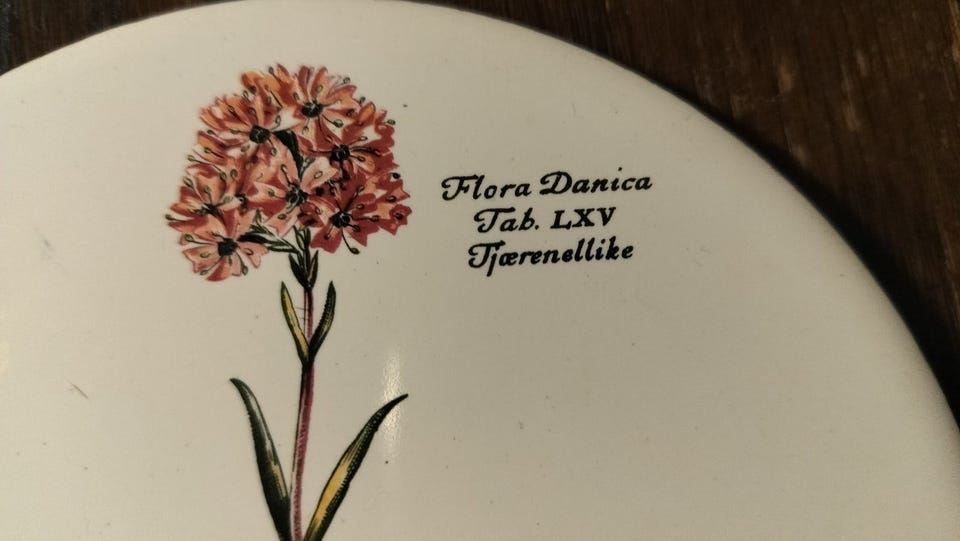 Flora Danica
Tab. LXV
Tjærenellike